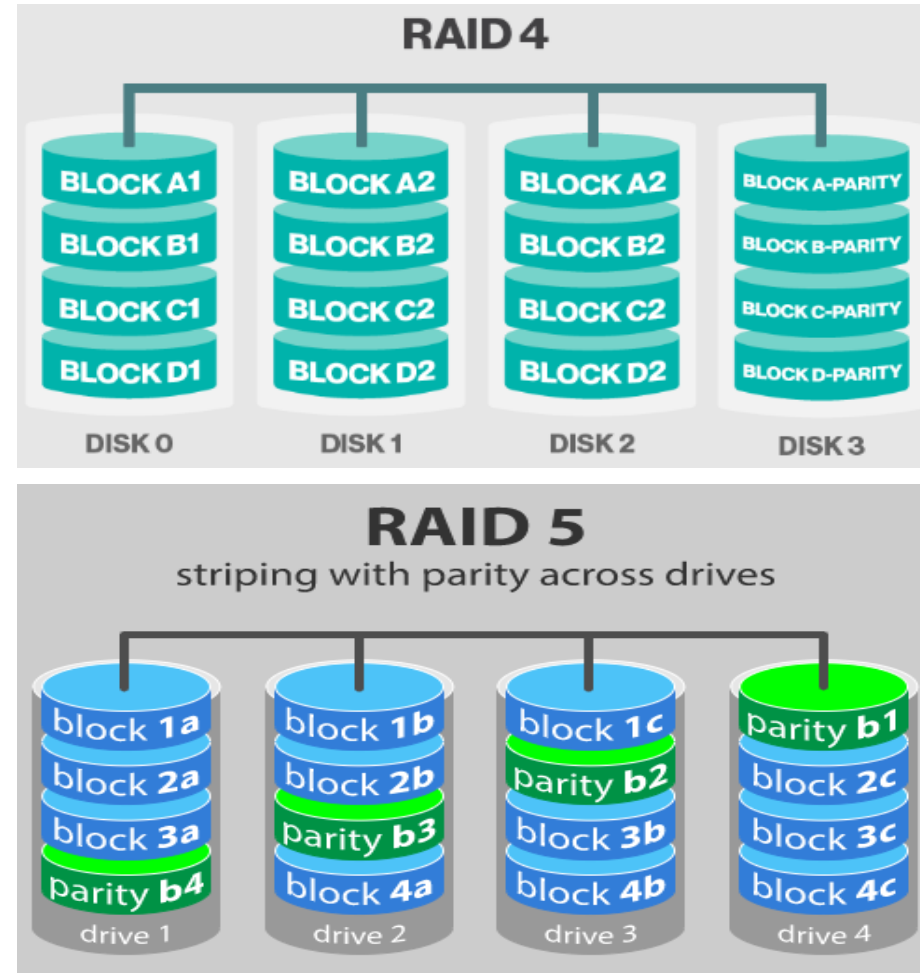 RAID 4
BLOCK A1 BLOCK A2 BLOCK A2 BLOCK A-PARITY
BLOCK B1 BLOCK B2 BLOCK B2 BLOCK B-PARITY
BLOCK C1 BLOCK C2 BLOCK C2 BLOCK C-PARITY
BLOCK D1 BLOCK D2 BLOCK D2 BLOCK D-PARITY
DISK 0 DISK 1 DISK 2 DISK 3
RAID 5
striping with parity across drives
block 1a block 1b block 1c parity b1
block 2a block 2b parity b2 block 2c
block 3a parity b3 block 3b block 3c
parity b4 block 4a block 4b block 4c
drive 1 drive 2 drive 3 drive 4